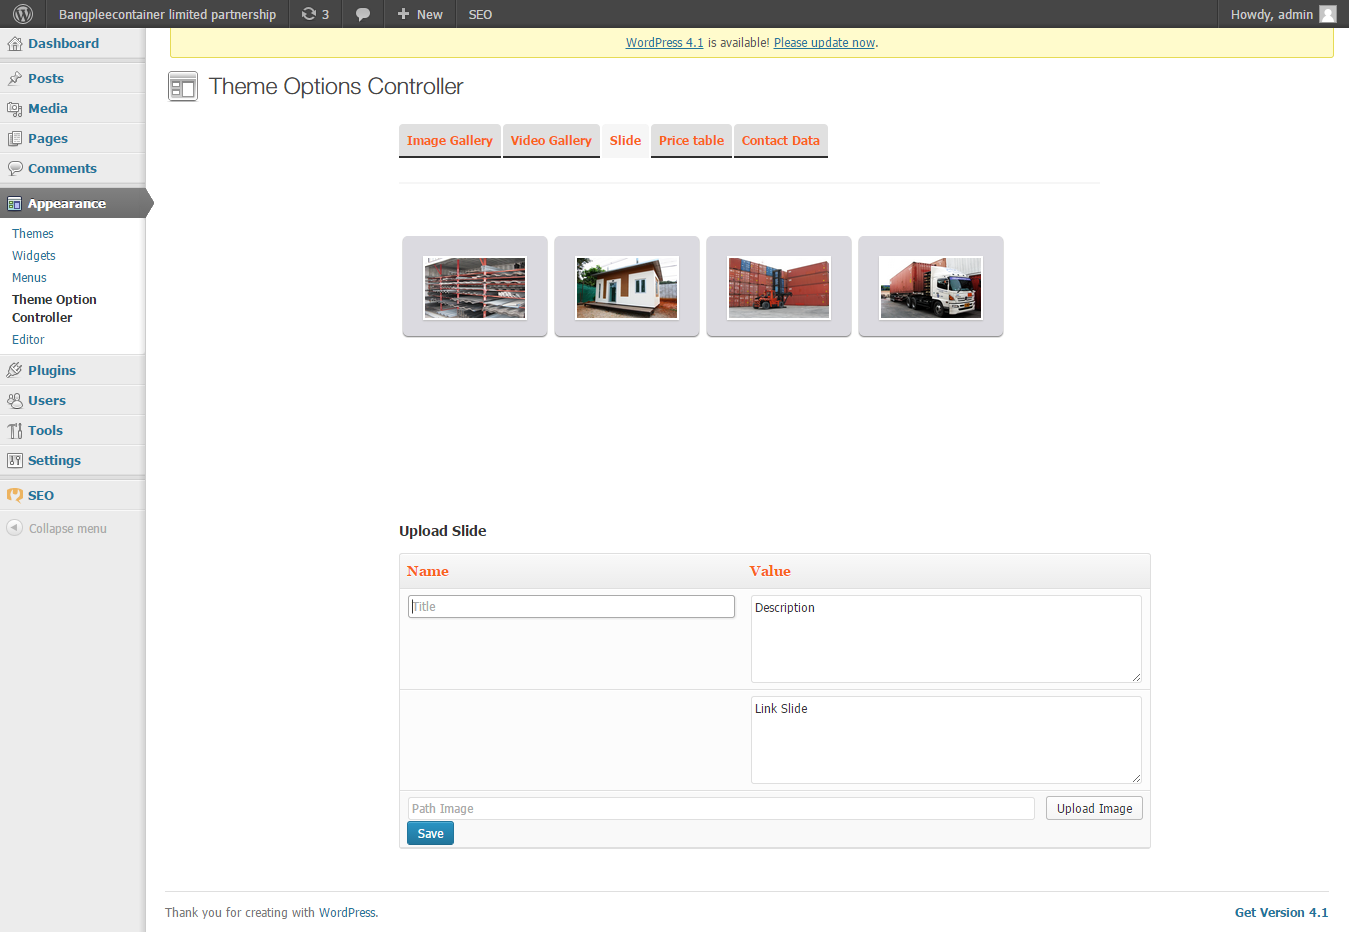 Bangpleecontainer limited partnership 3 New SEO Howdy, admin
WordPress 4.1 is available! Please update now.
Dashboard
Posts
Media
Pages
Comments
Appearance
Themes
Widgets
Menus
Theme Option
Controller
Editor
Plugins
Users
Tools
Settings
SEO
Collapse menu
Theme Options Controller
Image Gallery Video Gallery Slide Price table Contact Data
Upload Slide
Name Value
Title Description
Link Slide
Path Image Upload Image
Save
Thank you for creating with WordPress. Get Version 4.1